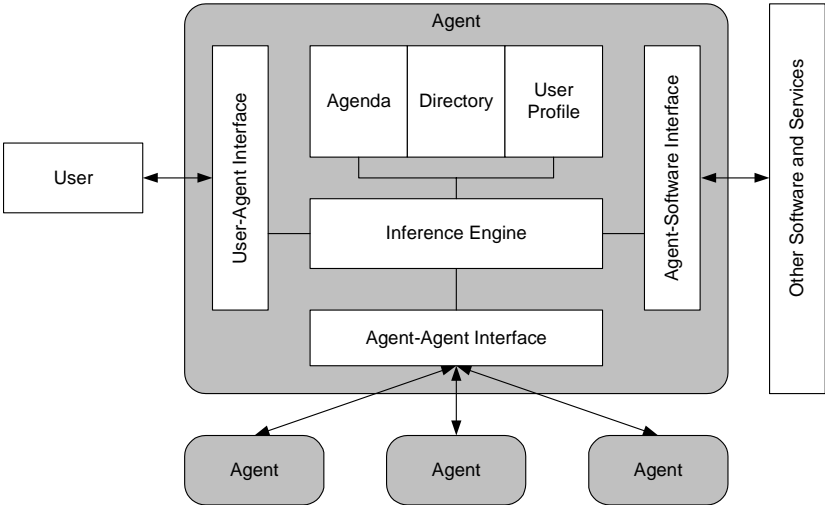 Agent
User-Agent Interface
Agenda
Directory
User
Profile
Agent-Software Interface
Other Software and Services
User
Inference Engine
Agent-Agent Interface
Agent
Agent
Agent